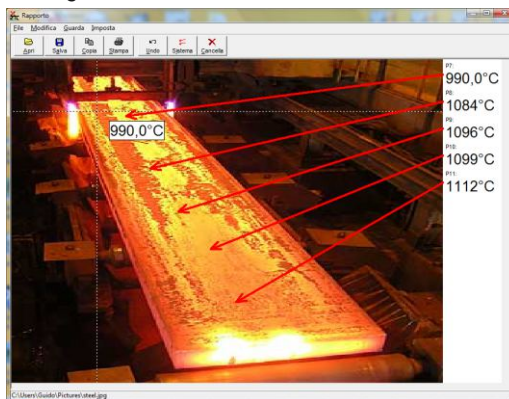 Rapporto
File Modifica Guarda Imposta
Apri Salva Copia Stampa Undo Sistema Cancella
P7:
990,0°C
P8:
1084°C
P9:
1096°C
P10:
1099°C
P11:
1112°C
990,0°C
C:\Users\Guido\Pictures\steel.jpg